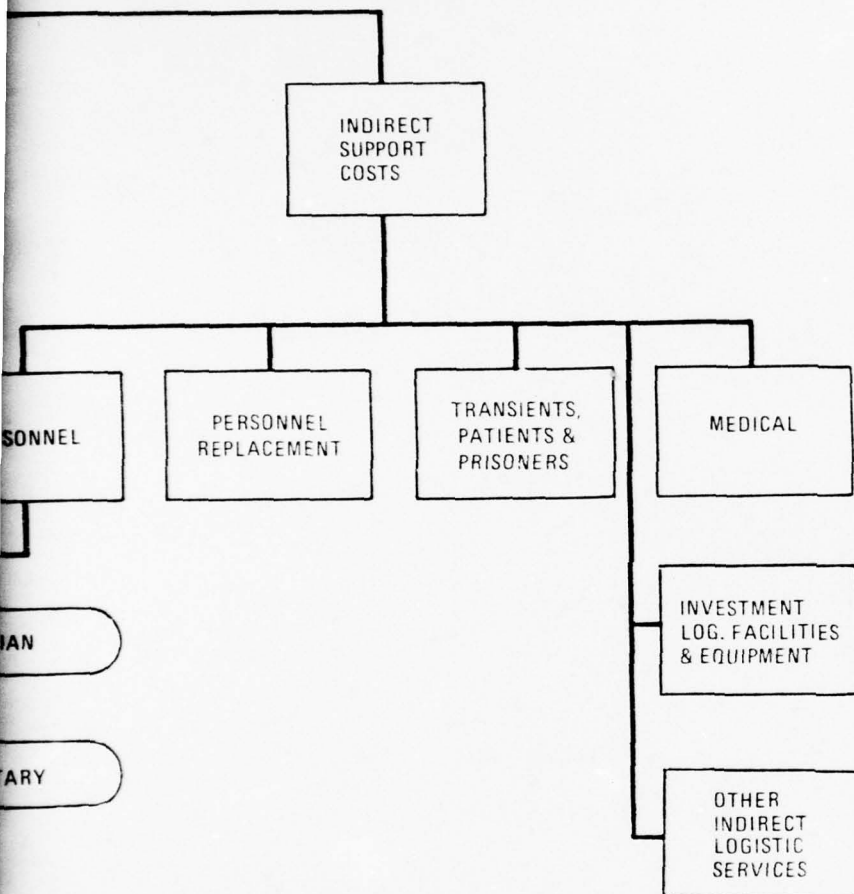 INDIRECT
SUPPORT
COSTS
SONNEL
PERSONNEL
REPLACEMENT
TRANSIENTS,
PATIENTS &
PRISONERS
MEDICAL
INVESTMENT
LOG. FACILITIES
& EQUIPMENT
IAN
TARY
OTHER
INDIRECT
LOGISTIC
SERVICES